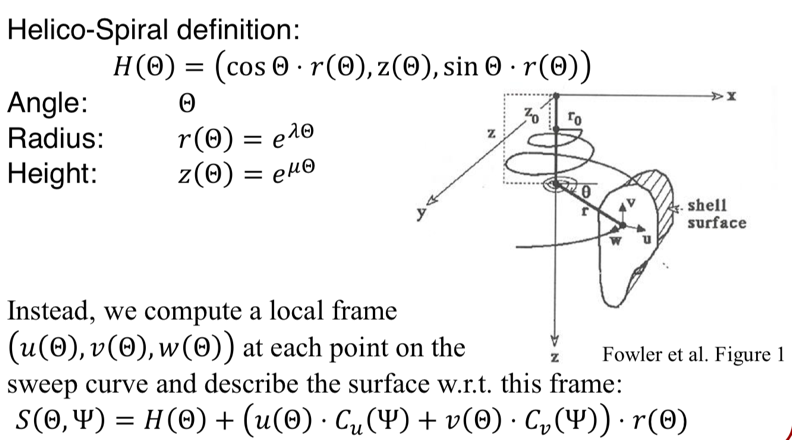 Helico-Spiral definition:
H(Θ) = (cos Θ · r(Θ), z(Θ), sin Θ · r(Θ))
Angle: Θ
Radius: r(Θ) = e^{λΘ}
Height: z(Θ) = e^{μΘ}
x
z₀
r₀
z
θ
y
r
v
shell
surface
w
u
z
Instead, we compute a local frame
(u(Θ), v(Θ), w(Θ)) at each point on the
Fowler et al. Figure 1
sweep curve and describe the surface w.r.t. this frame:
S(Θ, Ψ) = H(Θ) + (u(Θ) · C_u(Ψ) + v(Θ) · C_v(Ψ)) · r(Θ)